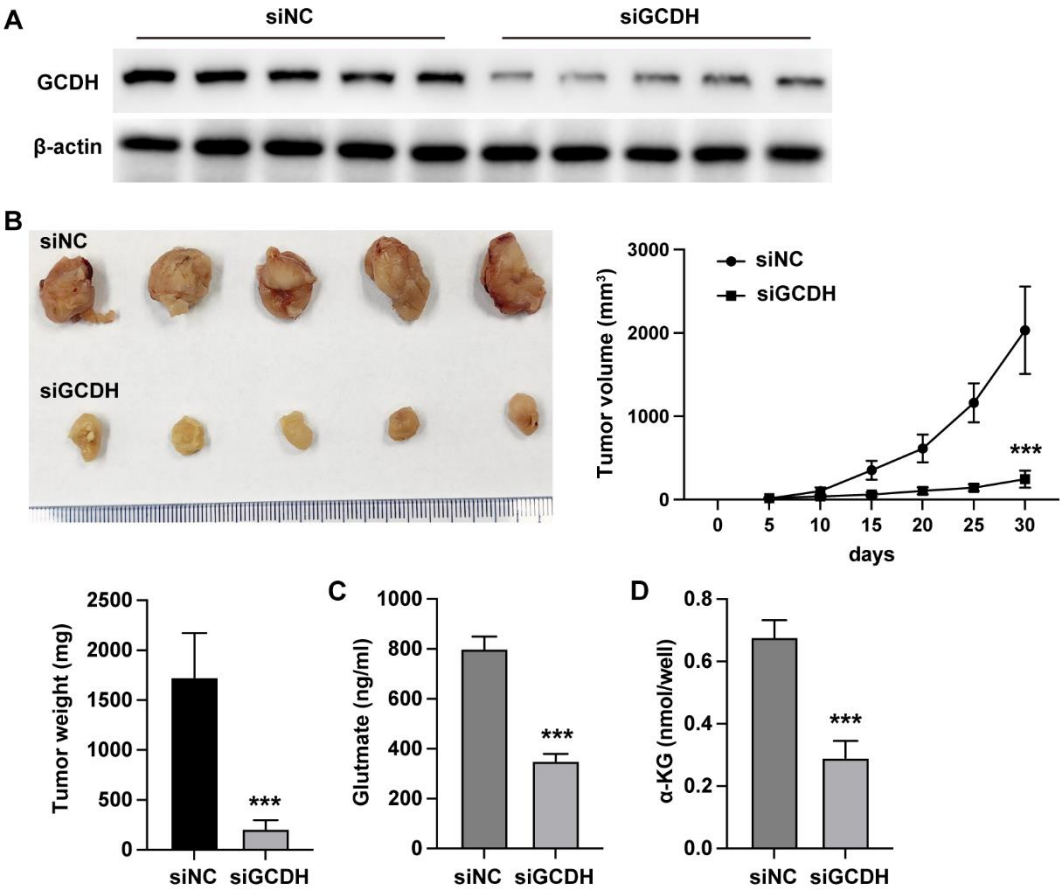 A
siNC siGCDH
GCDH
β-actin
B
siNC
siGCDH
Tumor volume (mm³)
3000
2000
1000
0
siNC
siGCDH
***
0 5 10 15 20 25 30
days
Tumor weight (mg)
2500
2000
1500
1000
500
0
***
siNC siGCDH
C
Glutmate (ng/ml)
1000
800
600
400
200
0
***
siNC siGCDH
D
α-KG (nmol/well)
0.8
0.6
0.4
0.2
0.0
***
siNC siGCDH